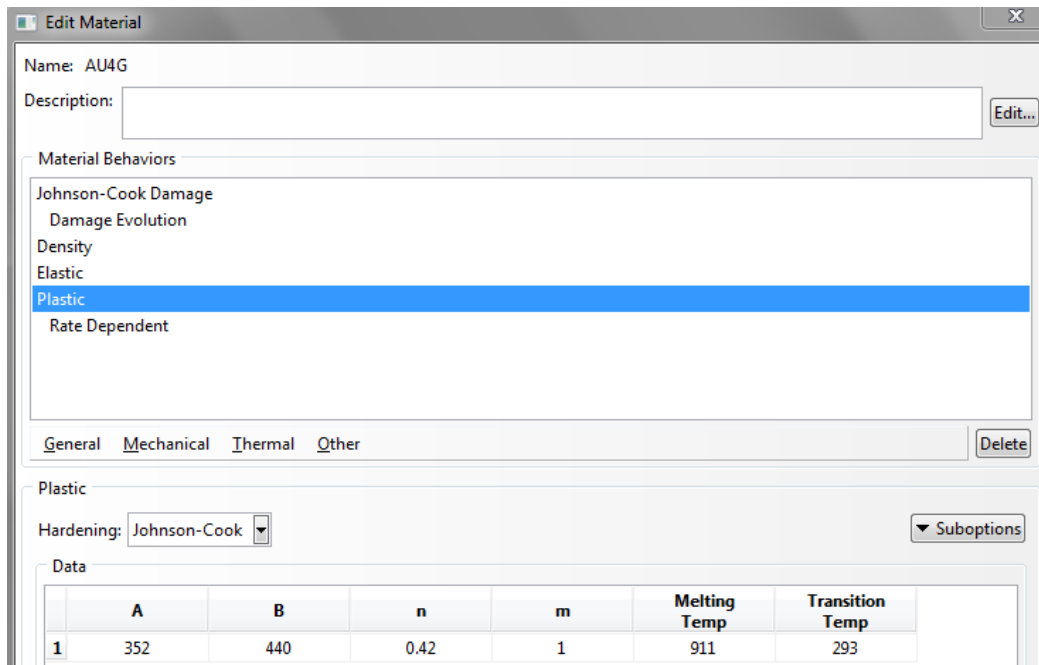 Edit Material
X
Name: AU4G
Description:
Edit...
Material Behaviors
Johnson-Cook Damage
Damage Evolution
Density
Elastic
Plastic
Rate Dependent
General Mechanical Thermal Other
Delete
Plastic
Hardening: Johnson-Cook
Suboptions
Data
A B n m Melting Temp Transition Temp
1 352 440 0.42 1 911 293